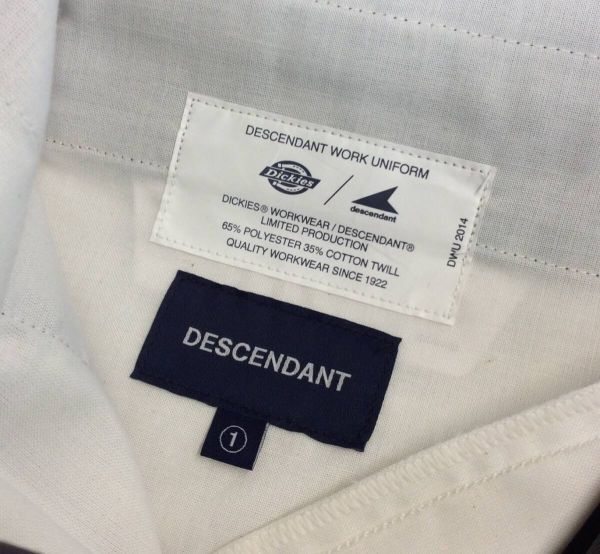 DESCENDANT WORK UNIFORM
Dickies / descendant
DICKIES® WORKWEAR / DESCENDANT®
LIMITED PRODUCTION
65% POLYESTER 35% COTTON TWILL
QUALITY WORKWEAR SINCE 1922
DWU 2014
DESCENDANT
1